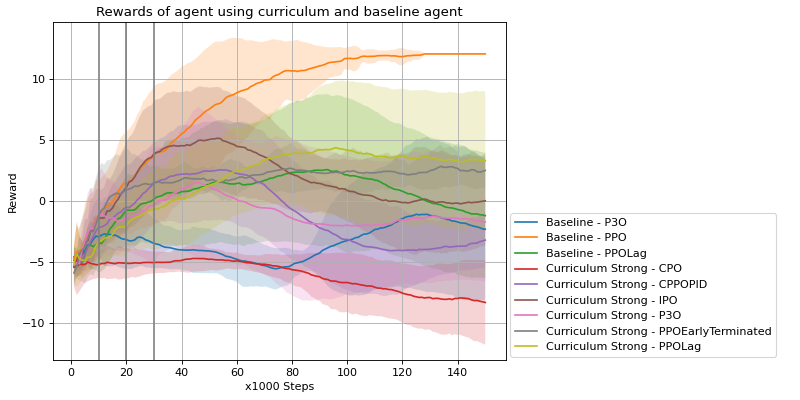 Rewards of agent using curriculum and baseline agent
Reward
10
5
0
−5
−10
0 20 40 60 80 100 120 140
x1000 Steps
Baseline - P3O
Baseline - PPO
Baseline - PPOLag
Curriculum Strong - CPO
Curriculum Strong - CPPOPID
Curriculum Strong - IPO
Curriculum Strong - P3O
Curriculum Strong - PPOEarlyTerminated
Curriculum Strong - PPOLag